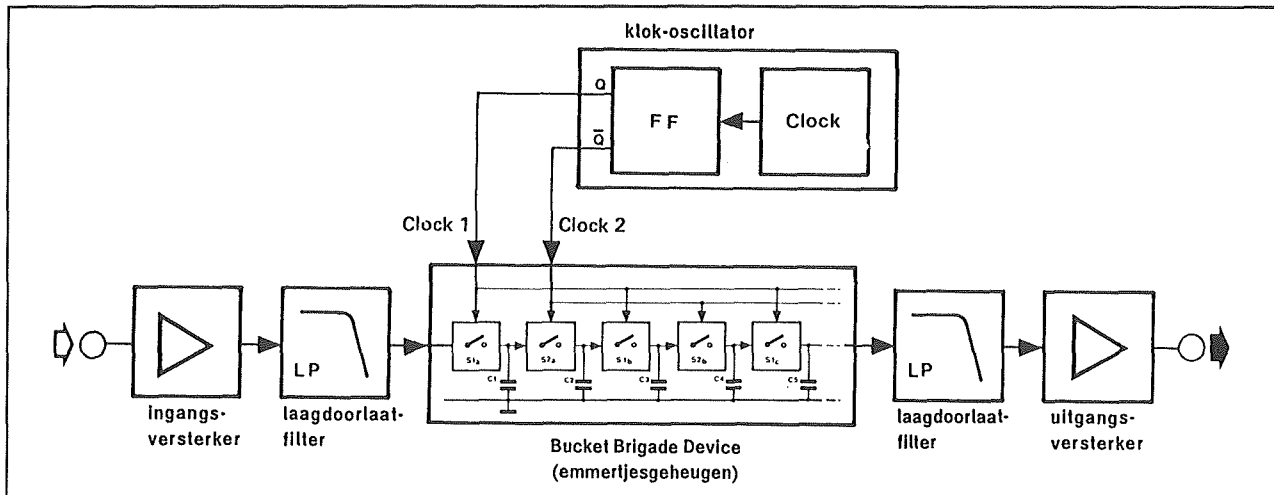 klok-oscillator
Q
Q̅
FF
Clock
Clock 1
Clock 2
LP
S1a
S2a
S1b
S2b
S1c
C1
C2
C3
C4
C5
LP
ingangs-
versterker
laagdoorlaat-
filter
Bucket Brigade Device
(emmertjesgeheugen)
laagdoorlaat-
filter
uitgangs-
versterker